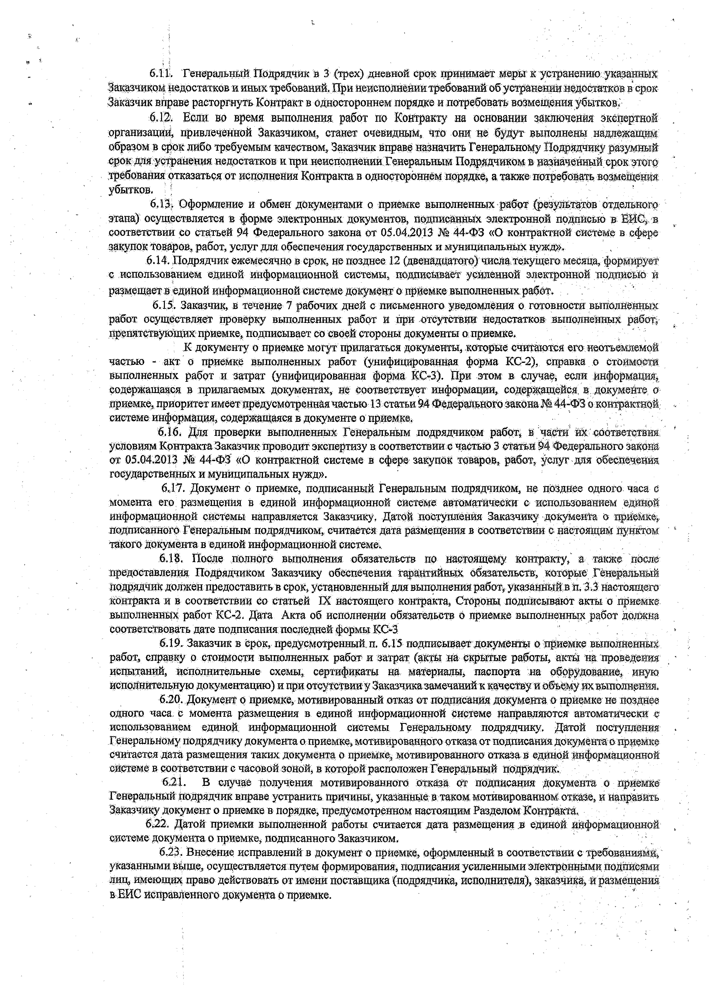 6.11. Генеральный Подрядчик в 3 (трех) дневной срок принимает меры к устранению указанных
Заказчиком недостатков и иных требований. При неисполнении требований об устранении недостатков в срок
Заказчик вправе расторгнуть Контракт в одностороннем порядке и потребовать возмещения убытков.
6.12. Если во время выполнения работ по Контракту на основании заключения экспертной
организации, привлеченной Заказчиком, станет очевидным, что они не будут выполнены надлежащим
образом в срок либо требуемым качеством, Заказчик вправе назначить Генеральному Подрядчику разумный
срок для устранения недостатков и при неисполнении Генеральным Подрядчиком в назначенный срок этого
требования отказаться от исполнения Контракта в одностороннем порядке, а также потребовать возмещения
убытков.
6.13. Оформление и обмен документами о приемке выполненных работ (результатов отдельного
этапа) осуществляется в форме электронных документов, подписанных электронной подписью в ЕИС, в
соответствии со статьей 94 Федерального закона от 05.04.2013 № 44-ФЗ «О контрактной системе в сфере
закупок товаров, работ, услуг для обеспечения государственных и муниципальных нужд».
6.14. Подрядчик ежемесячно в срок, не позднее 12 (двенадцатого) числа текущего месяца, формирует
с использованием единой информационной системы, подписывает усиленной электронной подписью и
размещает в единой информационной системе документ о приемке выполненных работ.
6.15. Заказчик, в течение 7 рабочих дней с письменного уведомления о готовности выполненных
работ осуществляет проверку выполненных работ и при отсутствии недостатков выполненных работ,
препятствующих приемке, подписывает со своей стороны документы о приемке.
К документу о приемке могут прилагаться документы, которые считаются его неотъемлемой
частью - акт о приемке выполненных работ (унифицированная форма КС-2), справка о стоимости
выполненных работ и затрат (унифицированная форма КС-3). При этом в случае, если информация,
содержащаяся в прилагаемых документах, не соответствует информации, содержащейся в документе о
приемке, приоритет имеет предусмотренная частью 13 статьи 94 Федерального закона № 44-ФЗ о контрактной
системе информация, содержащаяся в документе о приемке.
6.16. Для проверки выполненных Генеральным подрядчиком работ, в части их соответствия
условиям Контракта Заказчик проводит экспертизу в соответствии с частью 3 статьи 94 Федерального закона
от 05.04.2013 № 44-ФЗ «О контрактной системе в сфере закупок товаров, работ, услуг для обеспечения
государственных и муниципальных нужд».
6.17. Документ о приемке, подписанный Генеральным подрядчиком, не позднее одного часа с
момента его размещения в единой информационной системе автоматически с использованием единой
информационной системы направляется Заказчику. Датой поступления Заказчику документа о приемке,
подписанного Генеральным подрядчиком, считается дата размещения в соответствии с настоящим пунктом
такого документа в единой информационной системе.
6.18. После полного выполнения обязательств по настоящему контракту, а также после
предоставления Подрядчиком Заказчику обеспечения гарантийных обязательств, которые Генеральный
подрядчик должен предоставить в срок, установленный для выполнения работ, указанный в п. 3.3 настоящего
контракта и в соответствии со статьей IX настоящего контракта, Стороны подписывают акты о приемке
выполненных работ КС-2. Дата Акта об исполнении обязательств о приемке выполненных работ должна
соответствовать дате подписания последней формы КС-3
6.19. Заказчик в срок, предусмотренный п. 6.15 подписывает документы о приемке выполненных
работ, справку о стоимости выполненных работ и затрат (акты на скрытые работы, акты на проведения
испытаний, исполнительные схемы, сертификаты на материалы, паспорта на оборудование, иную
исполнительную документацию) и при отсутствии у Заказчика замечаний к качеству и объему их выполнения.
6.20. Документ о приемке, мотивированный отказ от подписания документа о приемке не позднее
одного часа с момента размещения в единой информационной системе направляются автоматически с
использованием единой информационной системы Генеральному подрядчику. Датой поступления
Генеральному подрядчику документа о приемке, мотивированного отказа от подписания документа о приемке
считается дата размещения таких документа о приемке, мотивированного отказа в единой информационной
системе в соответствии с часовой зоной, в которой расположен Генеральный подрядчик.
6.21. В случае получения мотивированного отказа от подписания документа о приемке
Генеральный подрядчик вправе устранить причины, указанные в таком мотивированном отказе, и направить
Заказчику документ о приемке в порядке, предусмотренном настоящим Разделом Контракта.
6.22. Датой приемки выполненной работы считается дата размещения в единой информационной
системе документа о приемке, подписанного Заказчиком.
6.23. Внесение исправлений в документ о приемке, оформленный в соответствии с требованиями,
указанными выше, осуществляется путем формирования, подписания усиленными электронными подписями
лиц, имеющих право действовать от имени поставщика (подрядчика, исполнителя), заказчика, и размещения
в ЕИС исправленного документа о приемке.